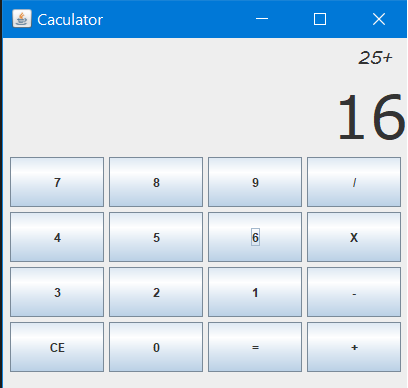 Caculator
25+
16
7 8 9 /
4 5 6 X
3 2 1 -
CE 0 = +